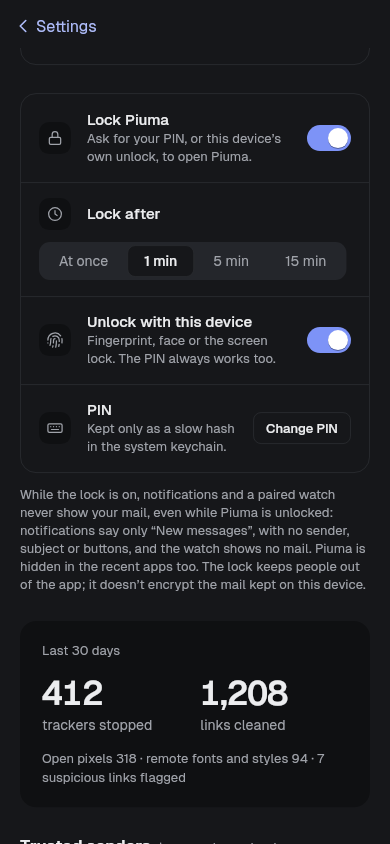 Settings
Lock Piuma
Ask for your PIN, or this device’s
own unlock, to open Piuma.
Lock after
At once 1 min 5 min 15 min
Unlock with this device
Fingerprint, face or the screen
lock. The PIN always works too.
PIN
Kept only as a slow hash
in the system keychain.
Change PIN
While the lock is on, notifications and a paired watch
never show your mail, even while Piuma is unlocked:
notifications say only “New messages”, with no sender,
subject or buttons, and the watch shows no mail. Piuma is
hidden in the recent apps too. The lock keeps people out
of the app; it doesn’t encrypt the mail kept on this device.
Last 30 days
412 1,208
trackers stopped links cleaned
Open pixels 318 · remote fonts and styles 94 · 7
suspicious links flagged
Trusted senders